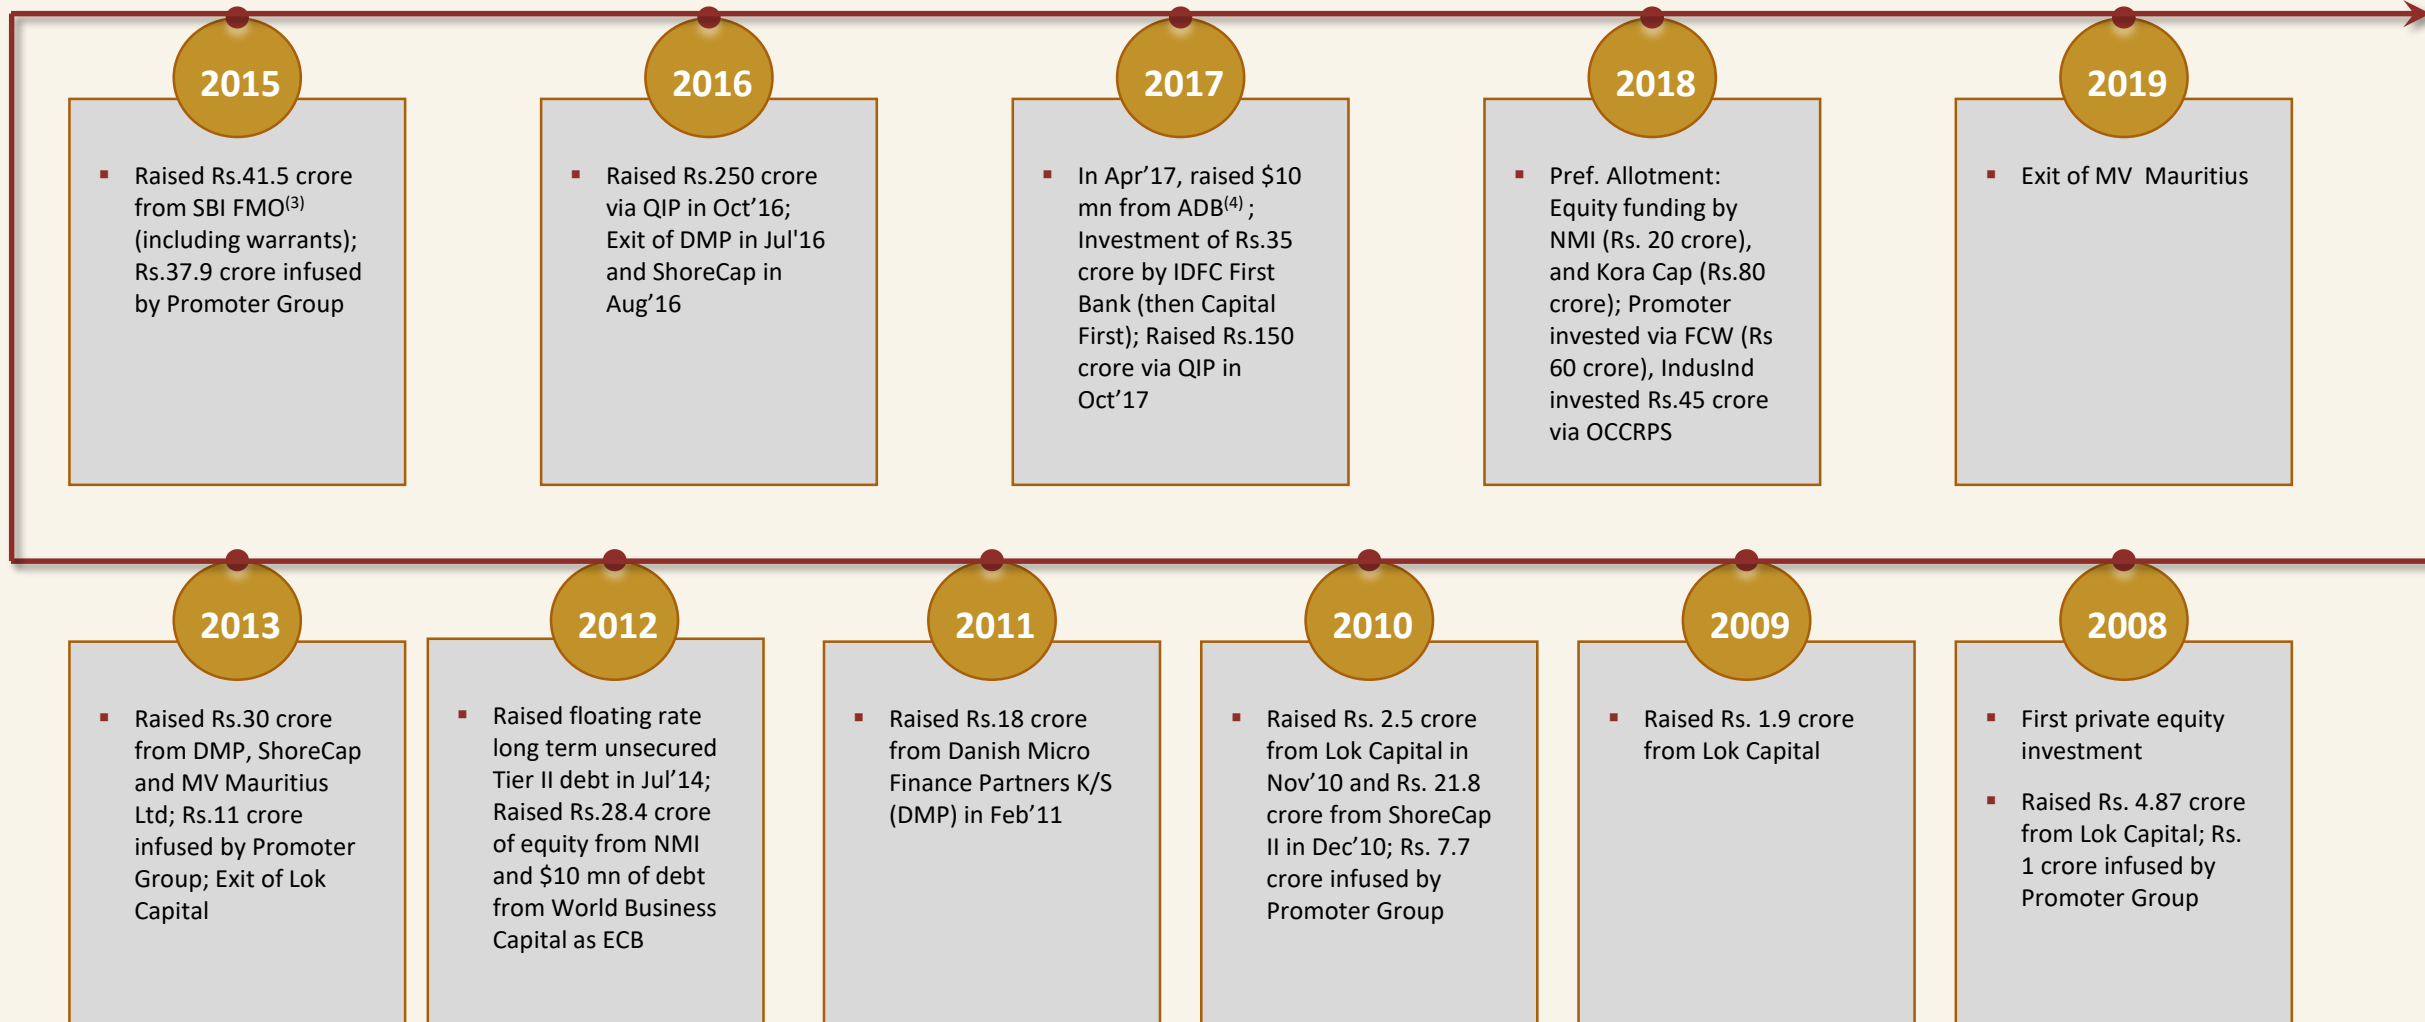 2015
Raised Rs.41.5 crore
from SBI FMO(3)
(including warrants);
Rs.37.9 crore infused
by Promoter Group
2016
Raised Rs.250 crore
via QIP in Oct’16;
Exit of DMP in Jul'16
and ShoreCap in
Aug’16
2017
In Apr’17, raised $10
mn from ADB(4) ;
Investment of Rs.35
crore by IDFC First
Bank (then Capital
First); Raised Rs.150
crore via QIP in
Oct’17
2018
Pref. Allotment:
Equity funding by
NMI (Rs. 20 crore),
and Kora Cap (Rs.80
crore); Promoter
invested via FCW (Rs
60 crore), IndusInd
invested Rs.45 crore
via OCCRPS
2019
Exit of MV  Mauritius
2013
Raised Rs.30 crore
from DMP, ShoreCap
and MV Mauritius
Ltd; Rs.11 crore
infused by Promoter
Group; Exit of Lok
Capital
2012
Raised floating rate
long term unsecured
Tier II debt in Jul’14;
Raised Rs.28.4 crore
of equity from NMI
and $10 mn of debt
from World Business
Capital as ECB
2011
Raised Rs.18 crore
from Danish Micro
Finance Partners K/S
(DMP) in Feb’11
2010
Raised Rs. 2.5 crore
from Lok Capital in
Nov’10 and Rs. 21.8
crore from ShoreCap
II in Dec’10; Rs. 7.7
crore infused by
Promoter Group
2009
Raised Rs. 1.9 crore
from Lok Capital
2008
First private equity
investment
Raised Rs. 4.87 crore
from Lok Capital; Rs.
1 crore infused by
Promoter Group